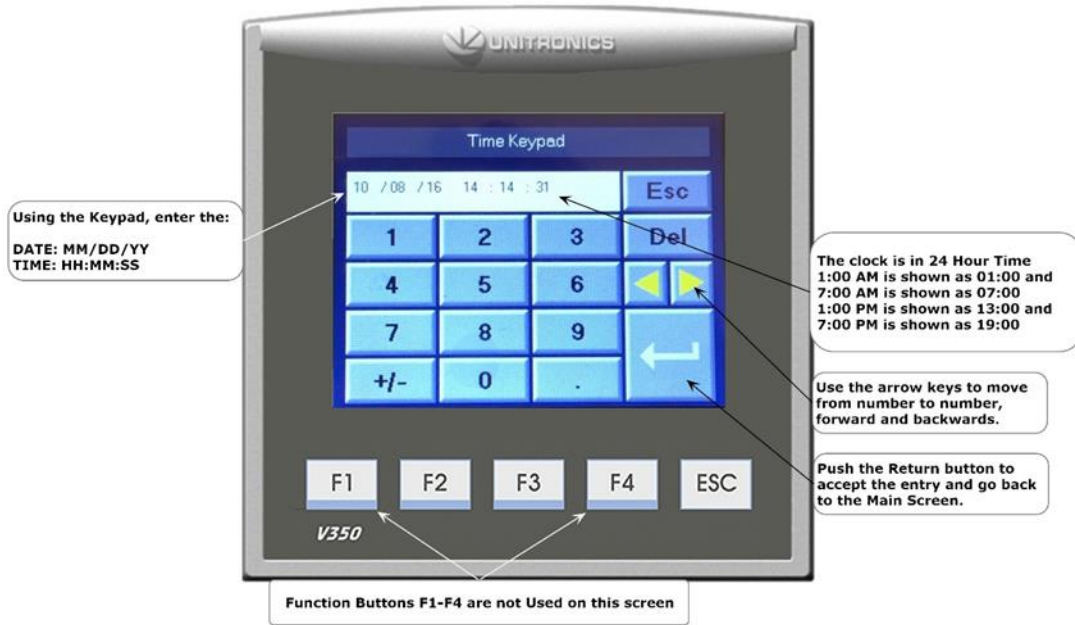 UNITRONICS
Time Keypad
10 / 08 / 16 14 : 14 : 31
Esc
1 2 3 Del
4 5 6
7 8 9
+/- 0 .
F1 F2 F3 F4 ESC
V350
Using the Keypad, enter the:
DATE: MM/DD/YY
TIME: HH:MM:SS
The clock is in 24 Hour Time
1:00 AM is shown as 01:00 and
7:00 AM is shown as 07:00
1:00 PM is shown as 13:00 and
7:00 PM is shown as 19:00
Use the arrow keys to move
from number to number,
forward and backwards.
Push the Return button to
accept the entry and go back
to the Main Screen.
Function Buttons F1-F4 are not Used on this screen